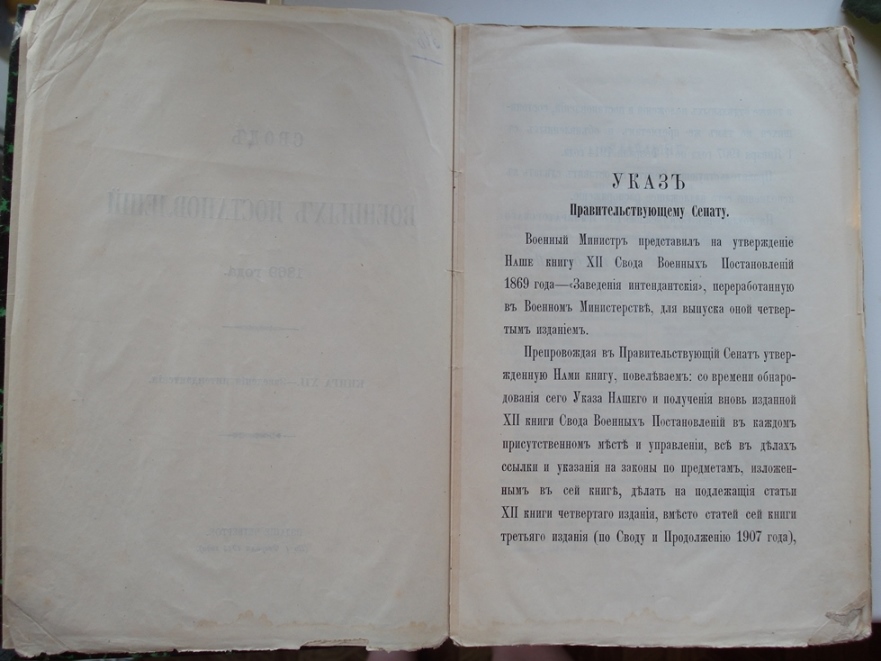 УКАЗЪ
Правительствующему Сенату.
Военный Министръ представилъ на утвержденіе
Наше книгу XII Свода Военныхъ Постановленій
1869 года—«Заведенія интендантскія», переработанную
въ Военномъ Министерствѣ, для выпуска оной четвер-
тымъ изданіемъ.
Препровождая въ Правительствующій Сенатъ утвер-
жденную Нами книгу, повелѣваемъ: со времени обнаро-
дованія сего Указа Нашего и полученія вновь изданной
XII книги Свода Военныхъ Постановленій въ каждомъ
присутственномъ мѣстѣ и управленіи, всѣ въ дѣлахъ
ссылки и указанія на законы по предметамъ, изложен-
нымъ въ сей книгѣ, дѣлать на подлежащія статьи
XII книги четвертаго изданія, вмѣсто статей сей книги
третьяго изданія (по Своду и Продолженію 1907 года),